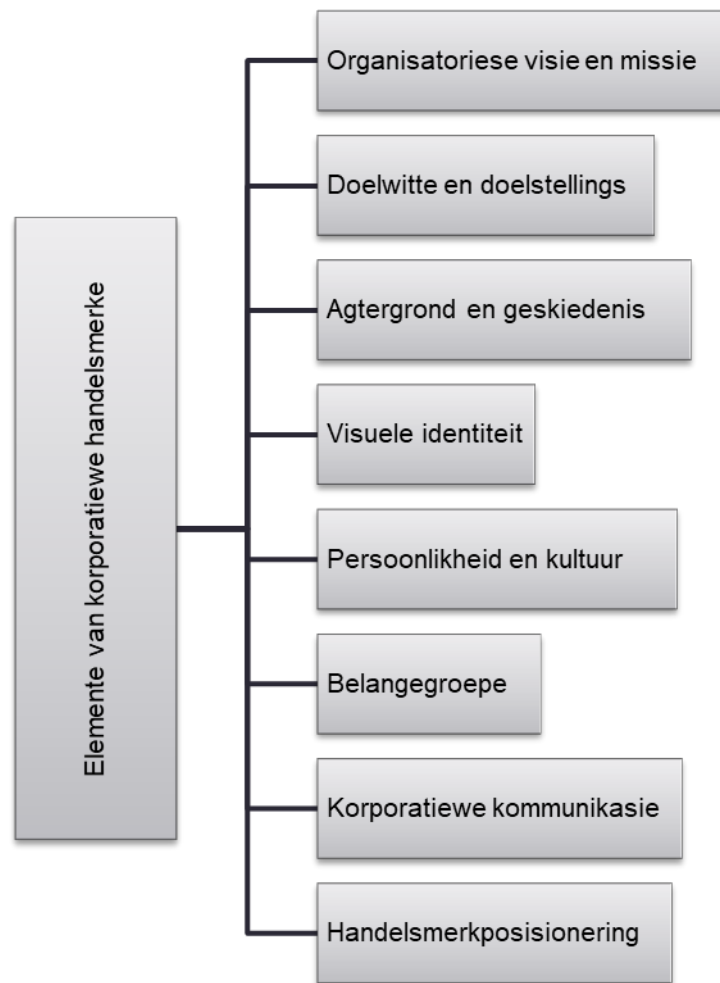 Elemente van korporatiewe handelsmerke
Organisatoriese visie en missie
Doelwitte en doelstellings
Agtergrond en geskiedenis
Visuele identiteit
Persoonlikheid en kultuur
Belangegroepe
Korporatiewe kommunikasie
Handelsmerkposisionering